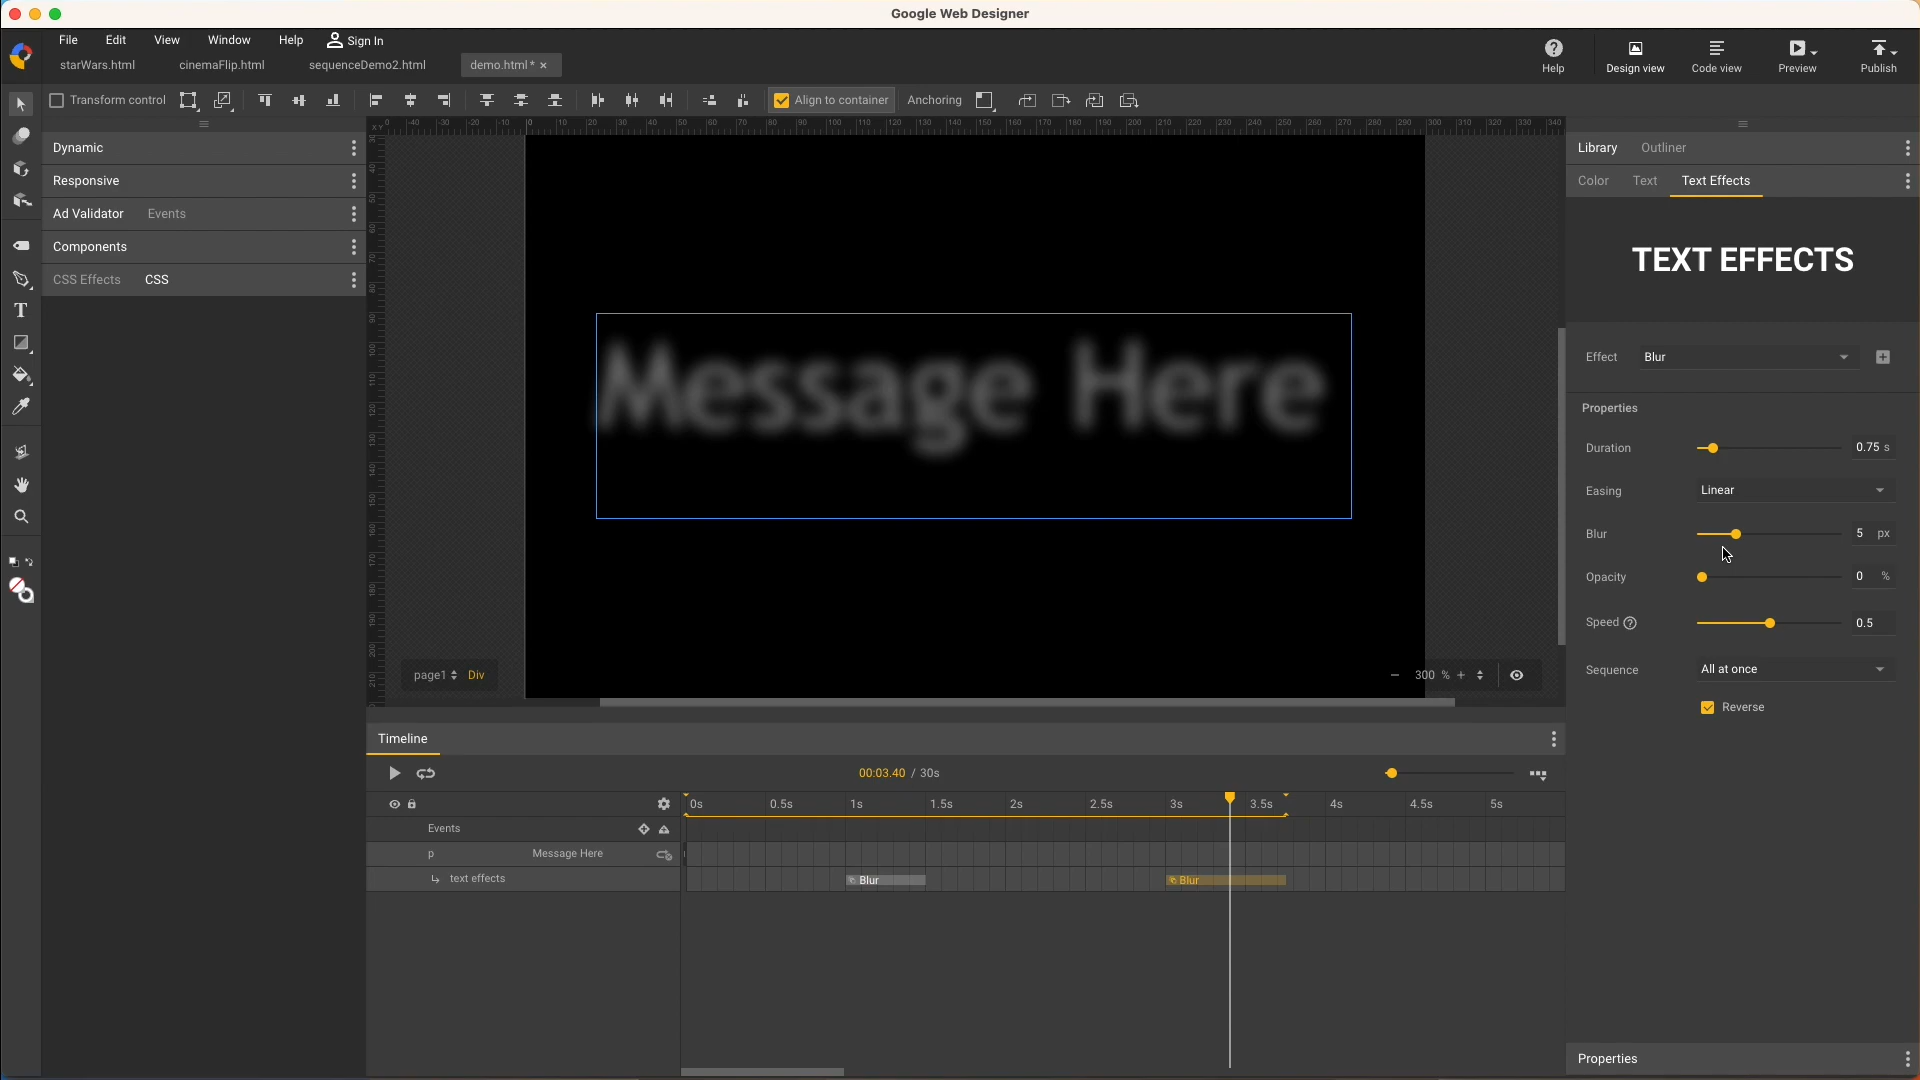 Google Web Designer
File Edit View Window Help Sign In
starWars.html cinemaFlip.html sequenceDemo2.html demo.html* ×
Help Design view Code view Preview Publish
Transform control Align to container Anchoring
Dynamic
Responsive
Ad Validator Events
Components
CSS Effects CSS
Library Outliner
Color Text Text Effects
TEXT EFFECTS
Effect Blur
Properties
Duration 0.75 s
Easing Linear
Blur 5 px
Opacity 0 %
Speed 0.5
Sequence All at once
Reverse
Message Here
page1 Div
300 %
Timeline
00:03.40 / 30s
0s 0.5s 1s 1.5s 2s 2.5s 3s 3.5s 4s 4.5s 5s
Events
p Message Here
text effects Blur Blur
Properties